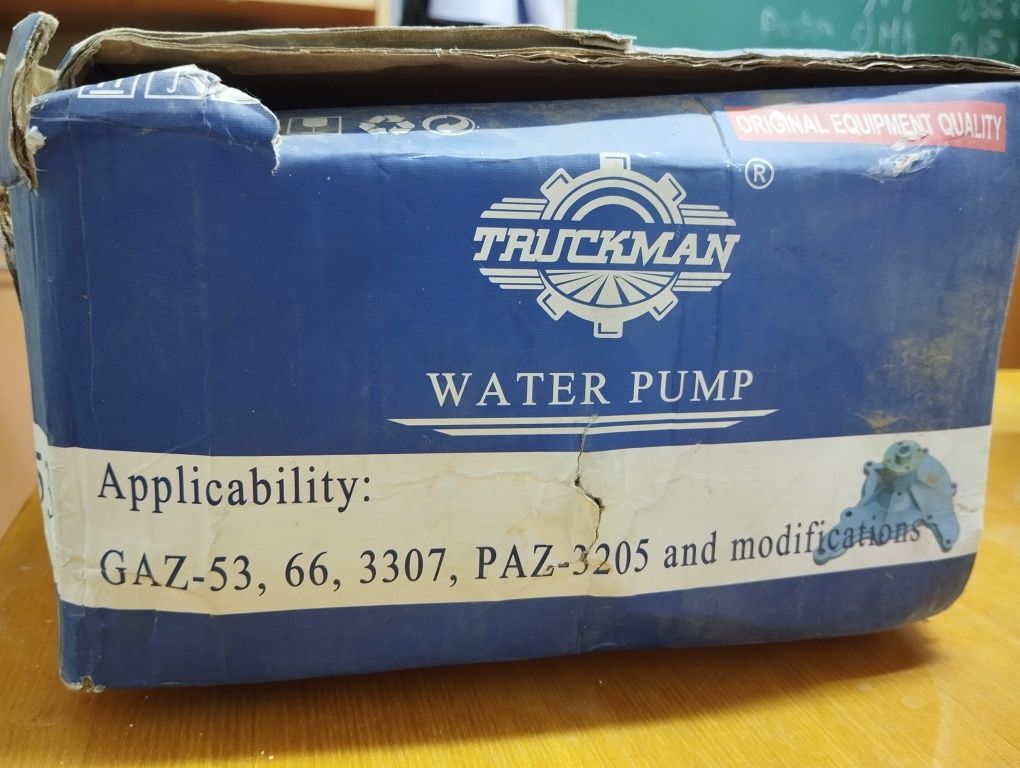 ORIGINAL EQUIPMENT QUALITY
®
TRUCKMAN
WATER PUMP
Applicability:
GAZ-53, 66, 3307, PAZ-3205 and modifications